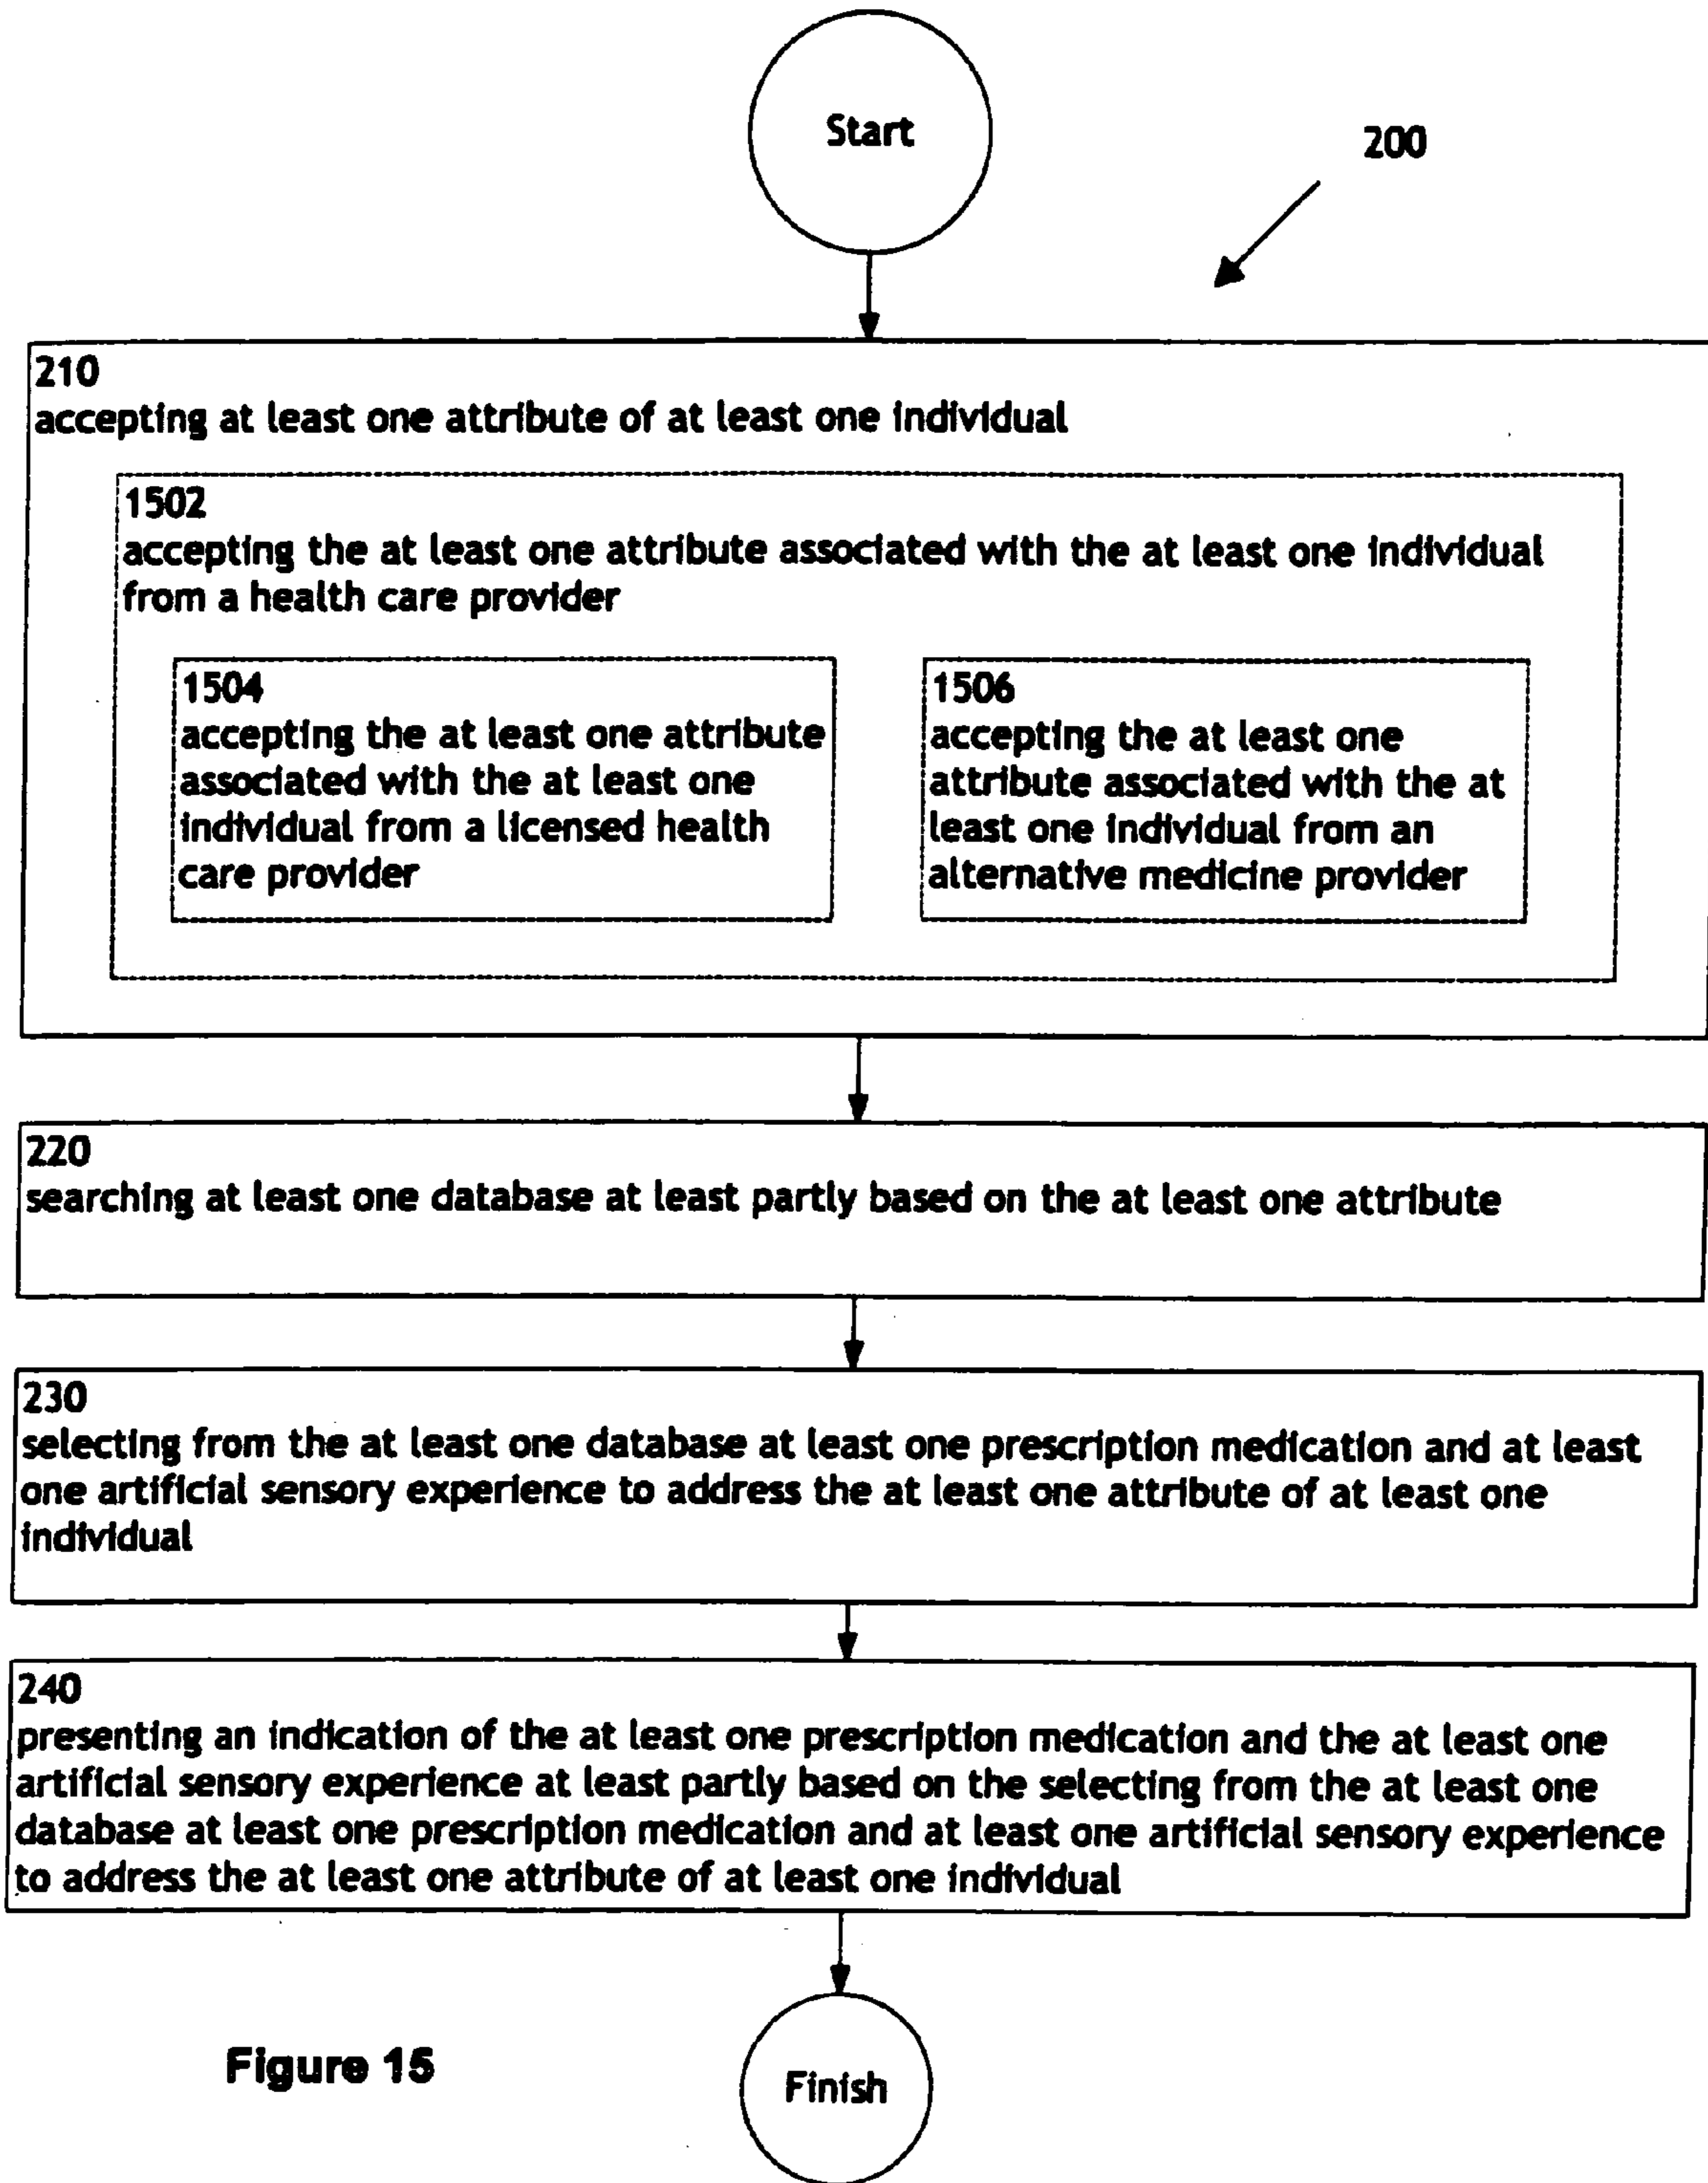 Start
200
210
accepting at least one attribute of at least one individual
1502
accepting the at least one attribute associated with the at least one individual
from a health care provider
1504
accepting the at least one attribute
associated with the at least one
individual from a licensed health
care provider
1506
accepting the at least one
attribute associated with the at
least one individual from an
alternative medicine provider
220
searching at least one database at least partly based on the at least one attribute
230
selecting from the at least one database at least one prescription medication and at least
one artificial sensory experience to address the at least one attribute of at least one
individual
240
presenting an indication of the at least one prescription medication and the at least one
artificial sensory experience at least partly based on the selecting from the at least one
database at least one prescription medication and at least one artificial sensory experience
to address the at least one attribute of at least one individual
Figure 15
Finish